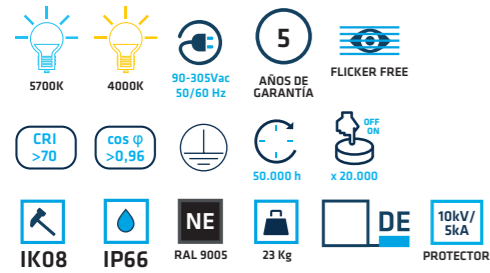 5700K
4000K
90-305Vac
50/60 Hz
5
AÑOS DE
GARANTÍA
FLICKER FREE
CRI
>70
cos φ
>0,96
50.000 h
OFF
ON
x 20.000
IK08
IP66
NE
RAL 9005
23 Kg
DE
10kV/
5kA
PROTECTOR